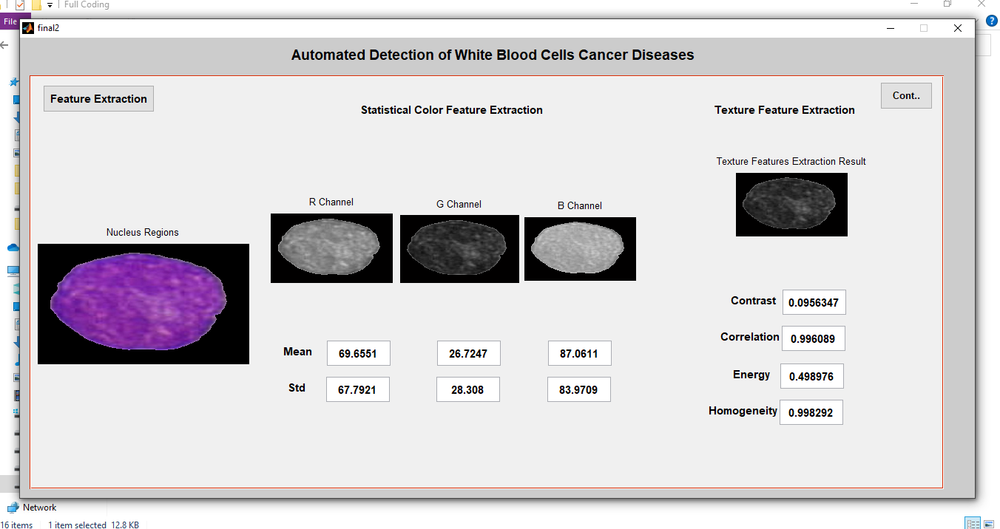 Full Coding
File
final2
Automated Detection of White Blood Cells Cancer Diseases
Feature Extraction
Cont..
Statistical Color Feature Extraction
Texture Feature Extraction
Texture Features Extraction Result
R Channel
G Channel
B Channel
Nucleus Regions
Contrast 0.0956347
Correlation 0.996089
Mean 69.6551 26.7247 87.0611
Energy 0.498976
Std 67.7921 28.308 83.9709
Homogeneity 0.998292
Network
16 items 1 item selected 12.8 KB